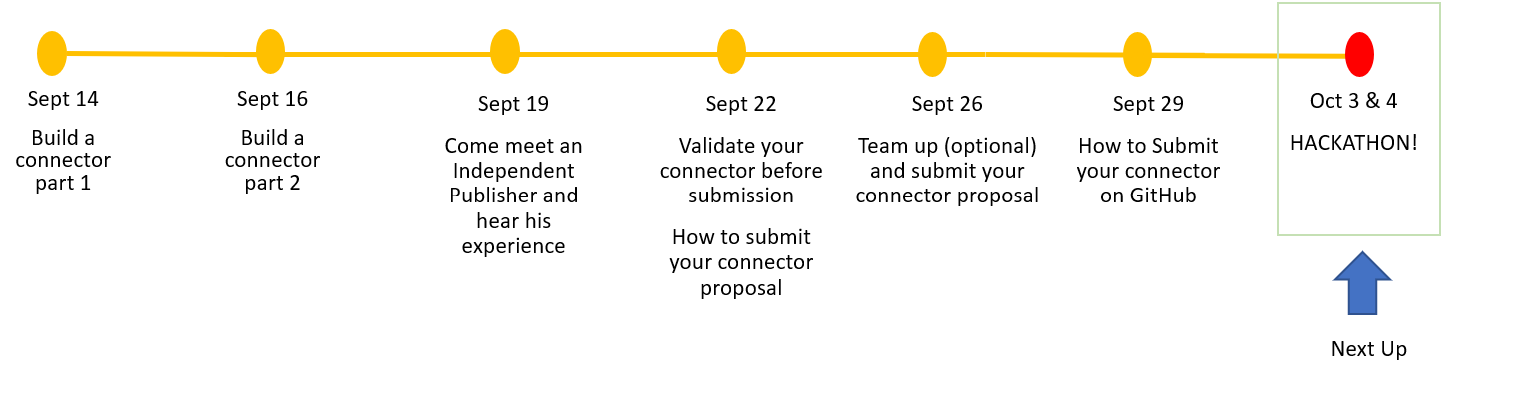 Sept 14
Build a
connector
part 1
Sept 16
Build a
connector
part 2
Sept 19
Come meet an
Independent
Publisher and
hear his
experience
Sept 22
Validate your
connector before
submission
How to submit
your connector
proposal
Sept 26
Team up (optional)
and submit your
connector proposal
Sept 29
How to Submit
your connector
on GitHub
Oct 3 & 4
HACKATHON!
Next Up